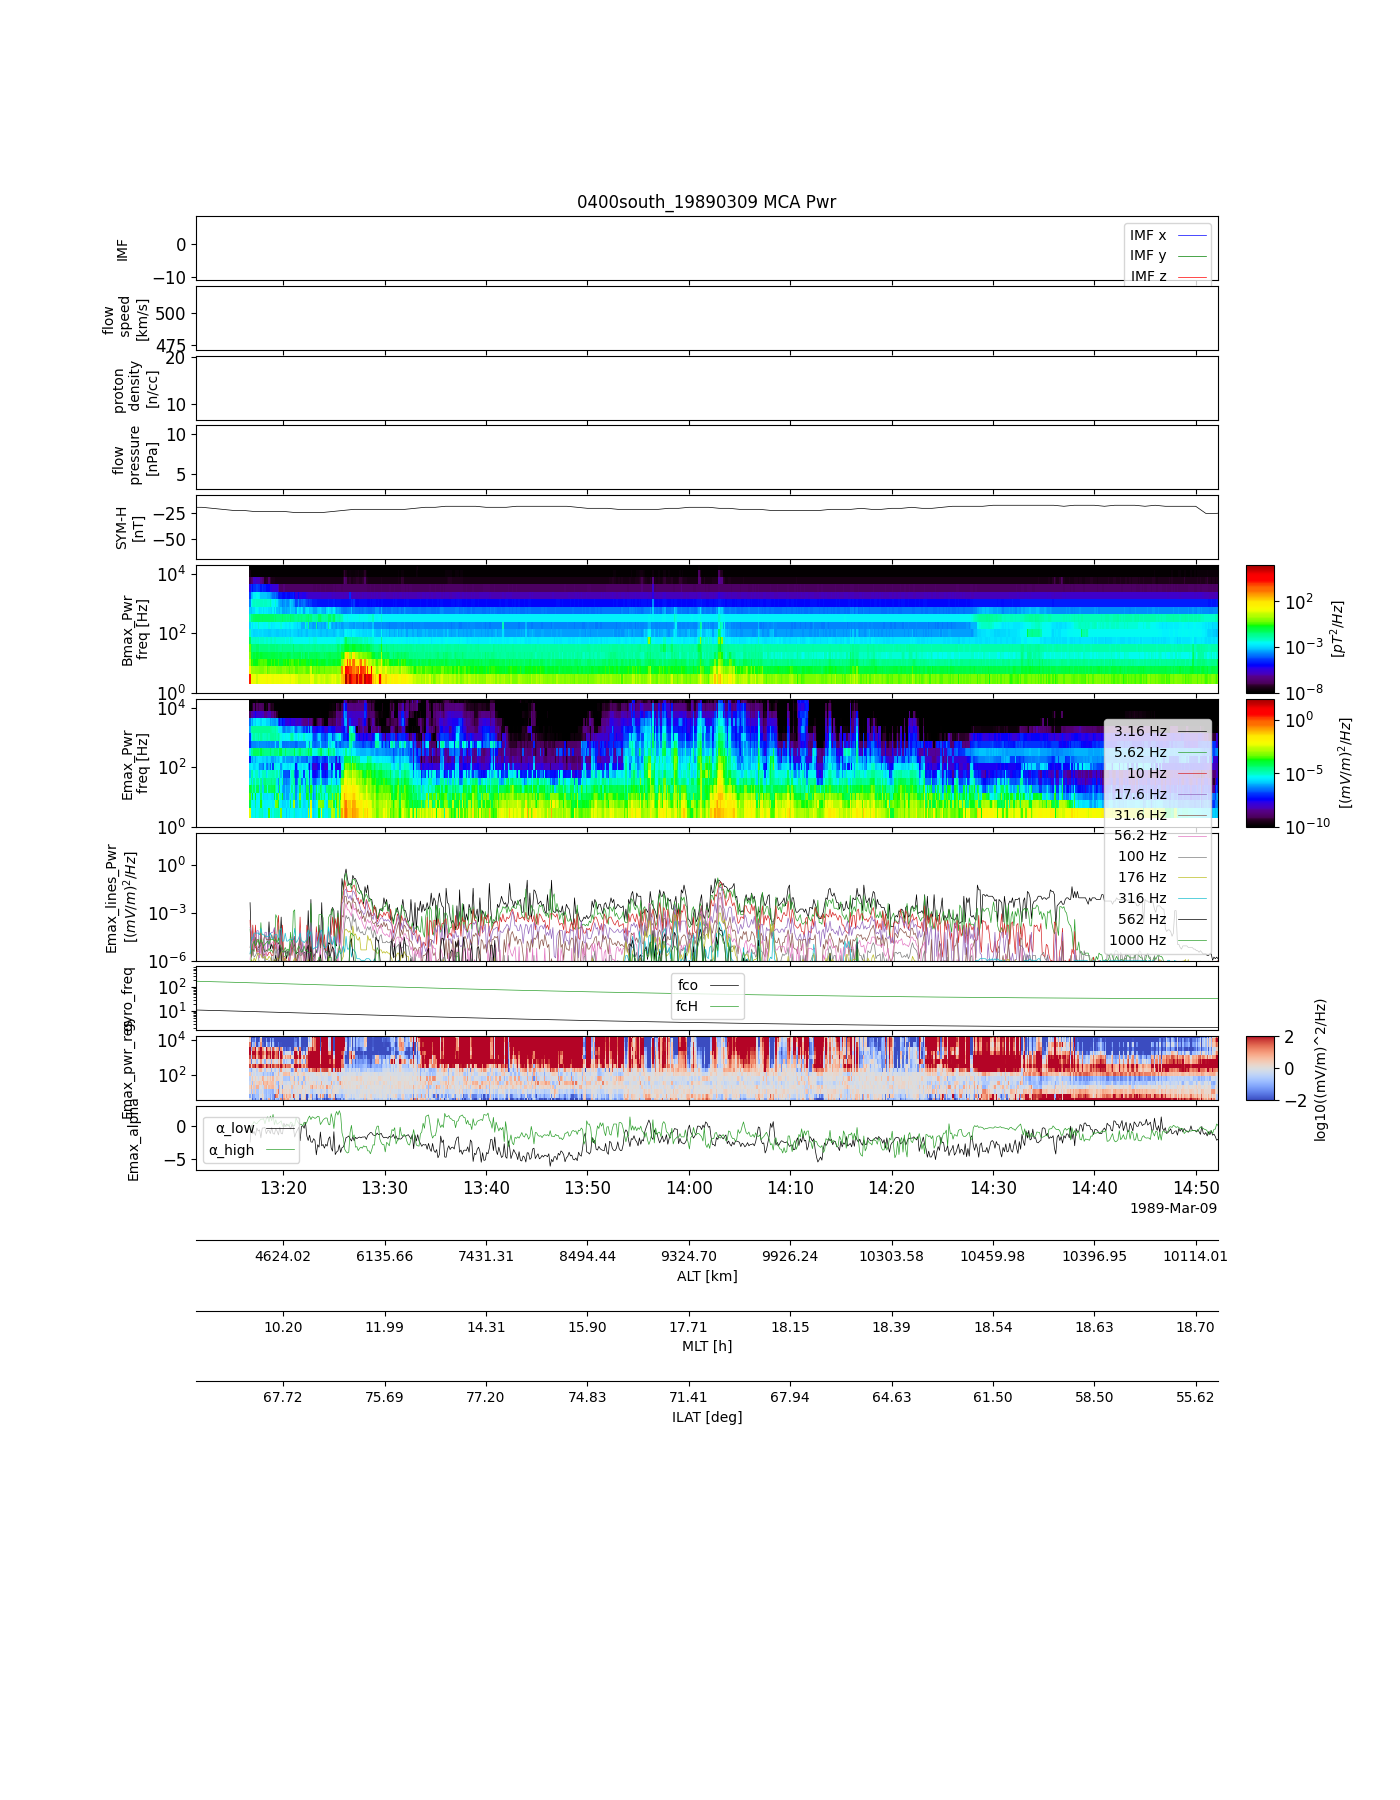 0400south_19890309 MCA Pwr
IMF
0
−10
IMF x
IMF y
IMF z
flow
speed
[km/s]
500
475
proton
density
[n/cc]
20
10
flow
pressure
[nPa]
10
5
SYM-H
[nT]
−25
−50
Bmax_Pwr
freq [Hz]
10^4
10^2
10^0
10^2
10^−3
10^−8
[pT^2/Hz]
Emax_Pwr
freq [Hz]
10^4
10^2
10^0
10^0
10^−5
10^−10
[(mV/m)^2/Hz]
3.16 Hz
5.62 Hz
10 Hz
17.6 Hz
31.6 Hz
56.2 Hz
100 Hz
176 Hz
316 Hz
562 Hz
1000 Hz
Emax_lines_Pwr
[(mV/m)^2/Hz]
10^0
10^−3
10^−6
gyro_freq
10^2
10^1
fco
fcH
Emax_pwr_reg
10^4
10^2
2
0
−2
log10((mV/m)^2/Hz)
Emax_alpha
0
−5
α_low
α_high
13:20 13:30 13:40 13:50 14:00 14:10 14:20 14:30 14:40 14:50
1989-Mar-09
4624.02 6135.66 7431.31 8494.44 9324.70 9926.24 10303.58 10459.98 10396.95 10114.01
ALT [km]
10.20 11.99 14.31 15.90 17.71 18.15 18.39 18.54 18.63 18.70
MLT [h]
67.72 75.69 77.20 74.83 71.41 67.94 64.63 61.50 58.50 55.62
ILAT [deg]